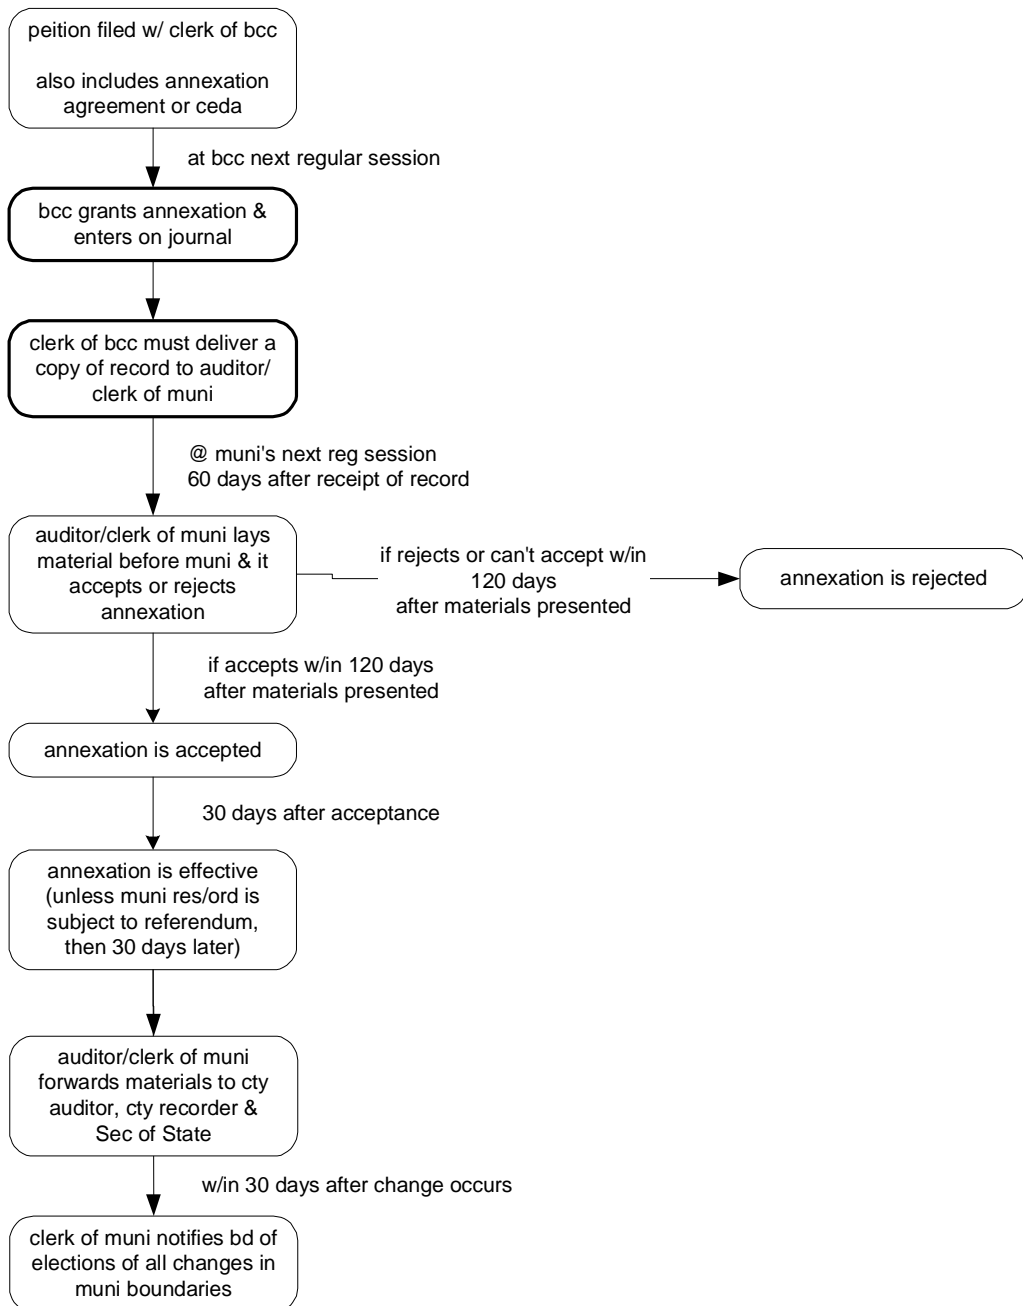 peition filed w/ clerk of bcc
also includes annexation
agreement or ceda
at bcc next regular session
bcc grants annexation &
enters on journal
clerk of bcc must deliver a
copy of record to auditor/
clerk of muni
@ muni's next reg session
60 days after receipt of record
auditor/clerk of muni lays
material before muni & it
accepts or rejects
annexation
if rejects or can't accept w/in
120 days
after materials presented
annexation is rejected
if accepts w/in 120 days
after materials presented
annexation is accepted
30 days after acceptance
annexation is effective
(unless muni res/ord is
subject to referendum,
then 30 days later)
auditor/clerk of muni
forwards materials to cty
auditor, cty recorder &
Sec of State
w/in 30 days after change occurs
clerk of muni notifies bd of
elections of all changes in
muni boundaries